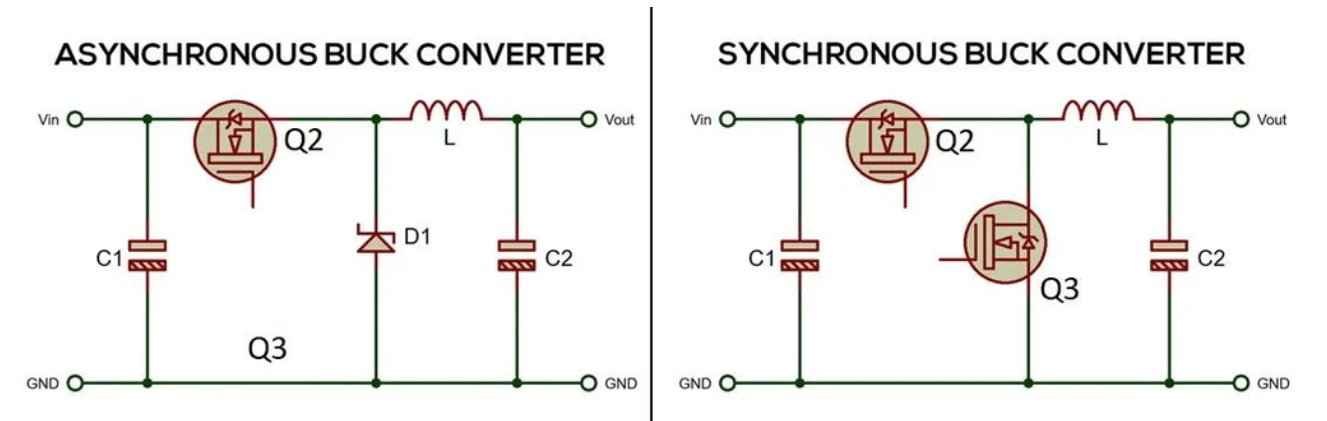 ASYNCHRONOUS BUCK CONVERTER
Vin
Q2
L
Vout
C1
D1
C2
Q3
GND
GND
SYNCHRONOUS BUCK CONVERTER
Vin
Q2
L
Vout
C1
Q3
C2
GND
GND